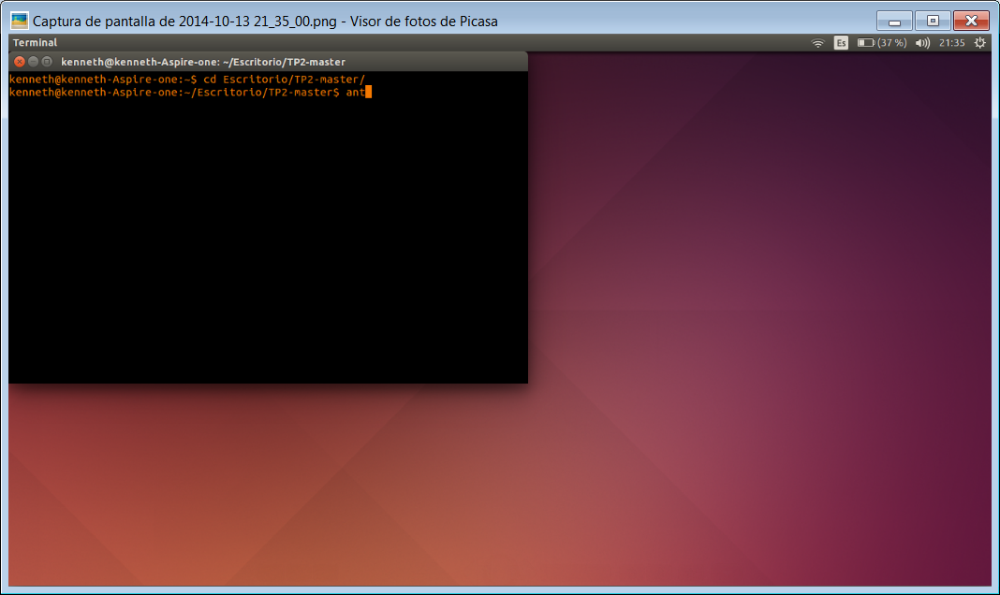 Captura de pantalla de 2014-10-13 21_35_00.png - Visor de fotos de Picasa
Terminal Es (37 %) 21:35
kenneth@kenneth-Aspire-one: ~/Escritorio/TP2-master
kenneth@kenneth-Aspire-one:~$ cd Escritorio/TP2-master/
kenneth@kenneth-Aspire-one:~/Escritorio/TP2-master$ ant